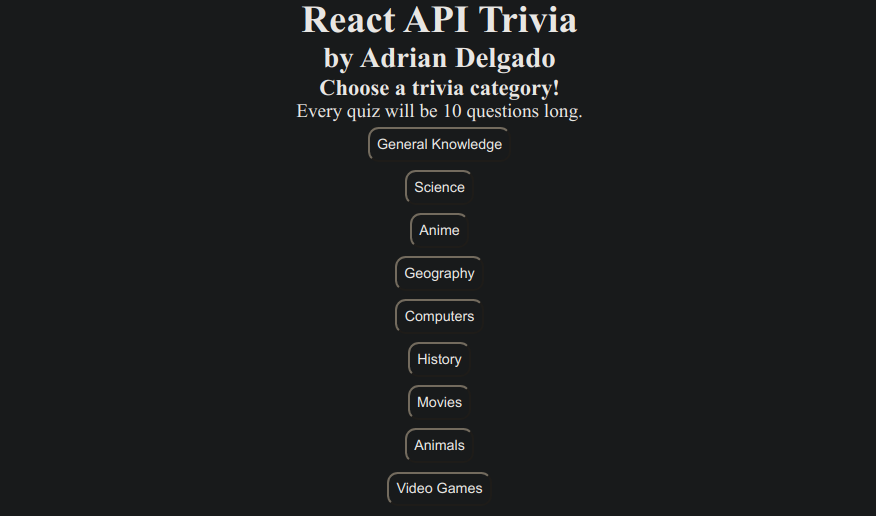 React API Trivia
by Adrian Delgado
Choose a trivia category!
Every quiz will be 10 questions long.
General Knowledge
Science
Anime
Geography
Computers
History
Movies
Animals
Video Games